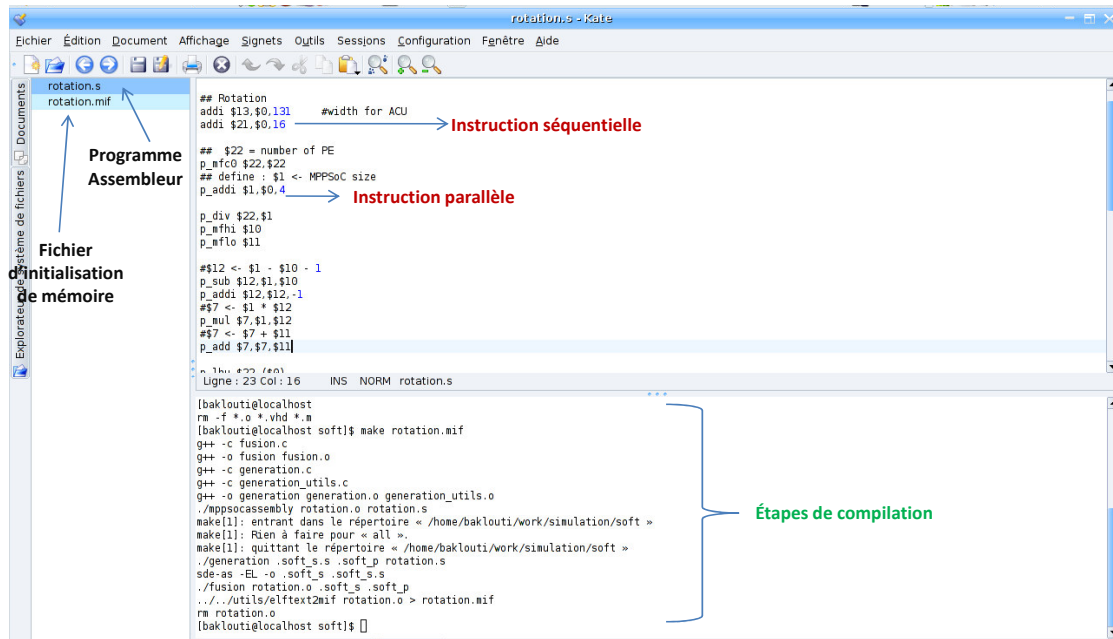 rotation.s - Kate
Fichier Édition Document Affichage Signets Outils Sessions Configuration Fenêtre Aide
Documents
Explorateur de système de fichiers
rotation.s
rotation.mif
Programme
Assembleur
Fichier
d'initialisation
de mémoire
## Rotation
addi $13,$0,131 #width for ACU
addi $21,$0,16
Instruction séquentielle
## $22 = number of PE
p_mfc0 $22,$22
## define : $1 <- MPPSoC size
p_addi $1,$0,4
Instruction parallèle
p_div $22,$1
p_mfhi $10
p_mflo $11
#$12 <- $1 - $10 - 1
p_sub $12,$1,$10
p_addi $12,$12,-1
#$7 <- $1 * $12
p_mul $7,$1,$12
#$7 <- $7 + $11
p_add $7,$7,$11
p_lhu $22,($0)
Ligne : 23 Col : 16 INS NORM rotation.s
[baklouti@localhost
rm -f *.o *.vhd *.m
[baklouti@localhost soft]$ make rotation.mif
g++ -c fusion.c
g++ -o fusion fusion.o
g++ -c generation.c
g++ -c generation_utils.c
g++ -o generation generation.o generation_utils.o
./mppsocassembly rotation.o rotation.s
make[1]: entrant dans le répertoire « /home/baklouti/work/simulation/soft »
make[1]: Rien à faire pour « all ».
make[1]: quittant le répertoire « /home/baklouti/work/simulation/soft »
./generation .soft_s.s .soft_p rotation.s
sde-as -EL -o .soft_s .soft_s.s
./fusion rotation.o .soft_s .soft_p
../../utils/elftext2mif rotation.o > rotation.mif
rm rotation.o
[baklouti@localhost soft]$
Étapes de compilation